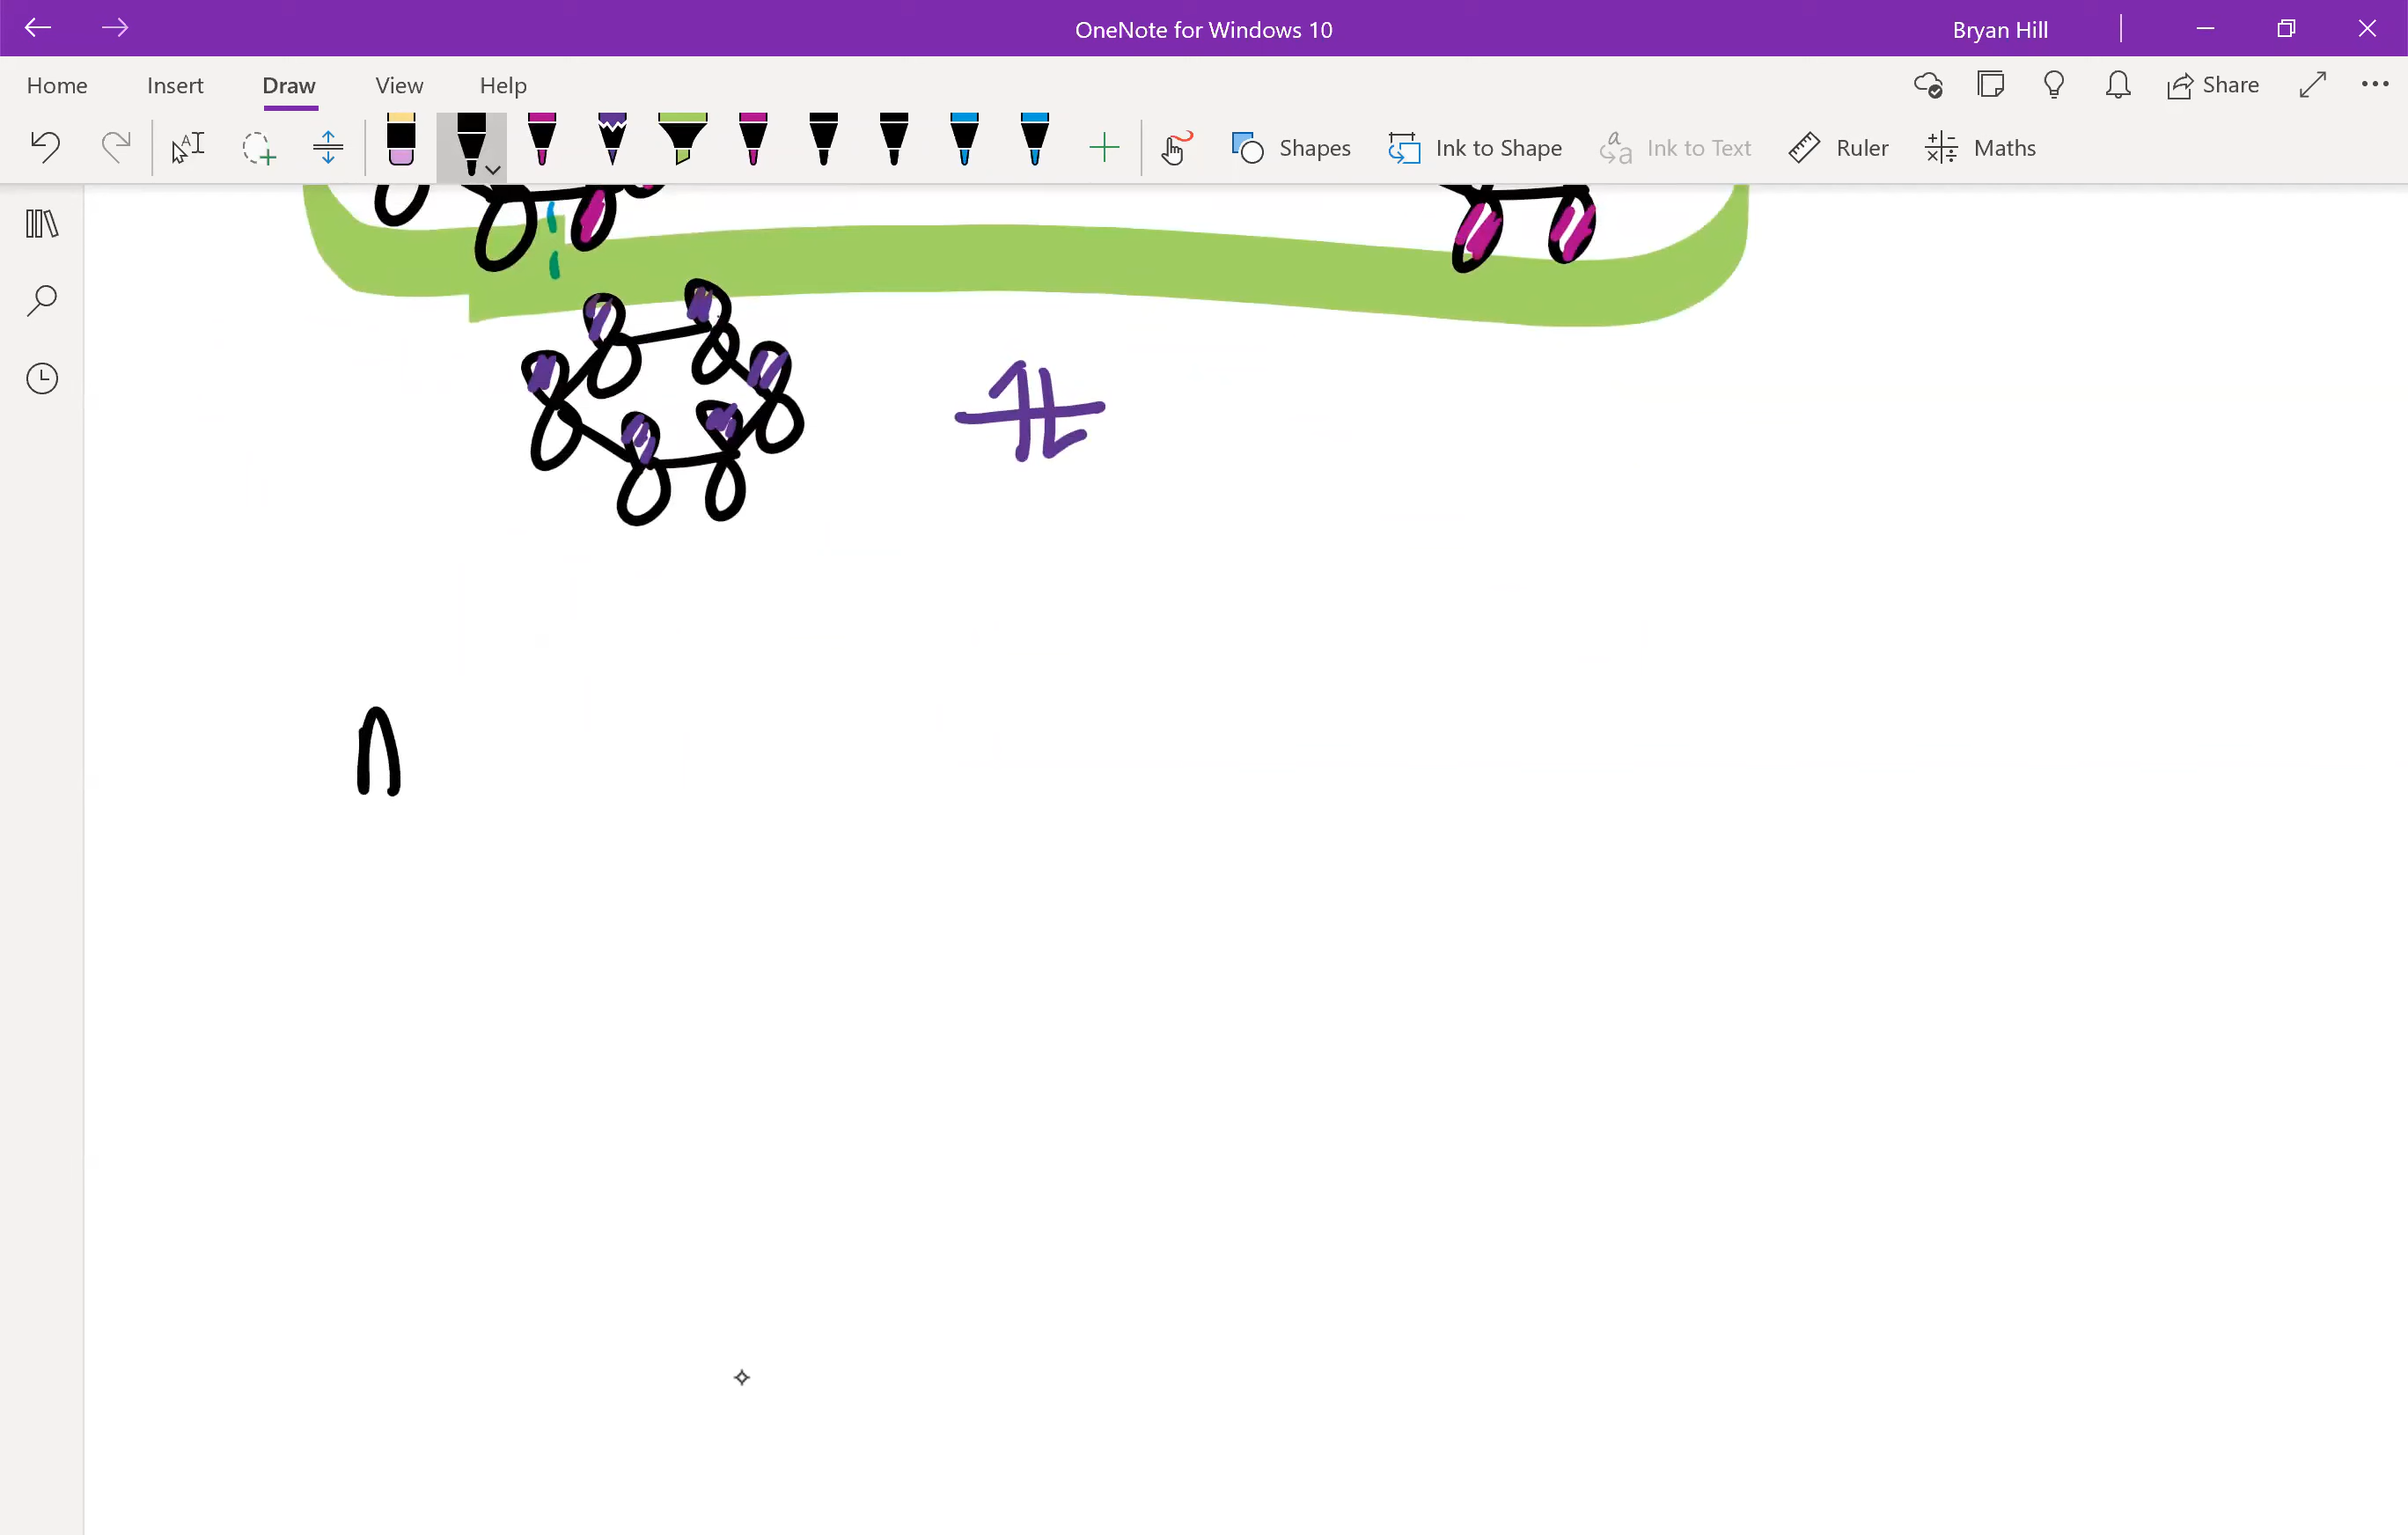 OneNote for Windows 10
Bryan Hill
Home Insert Draw View Help
Share
Shapes Ink to Shape Ink to Text Ruler Maths
n